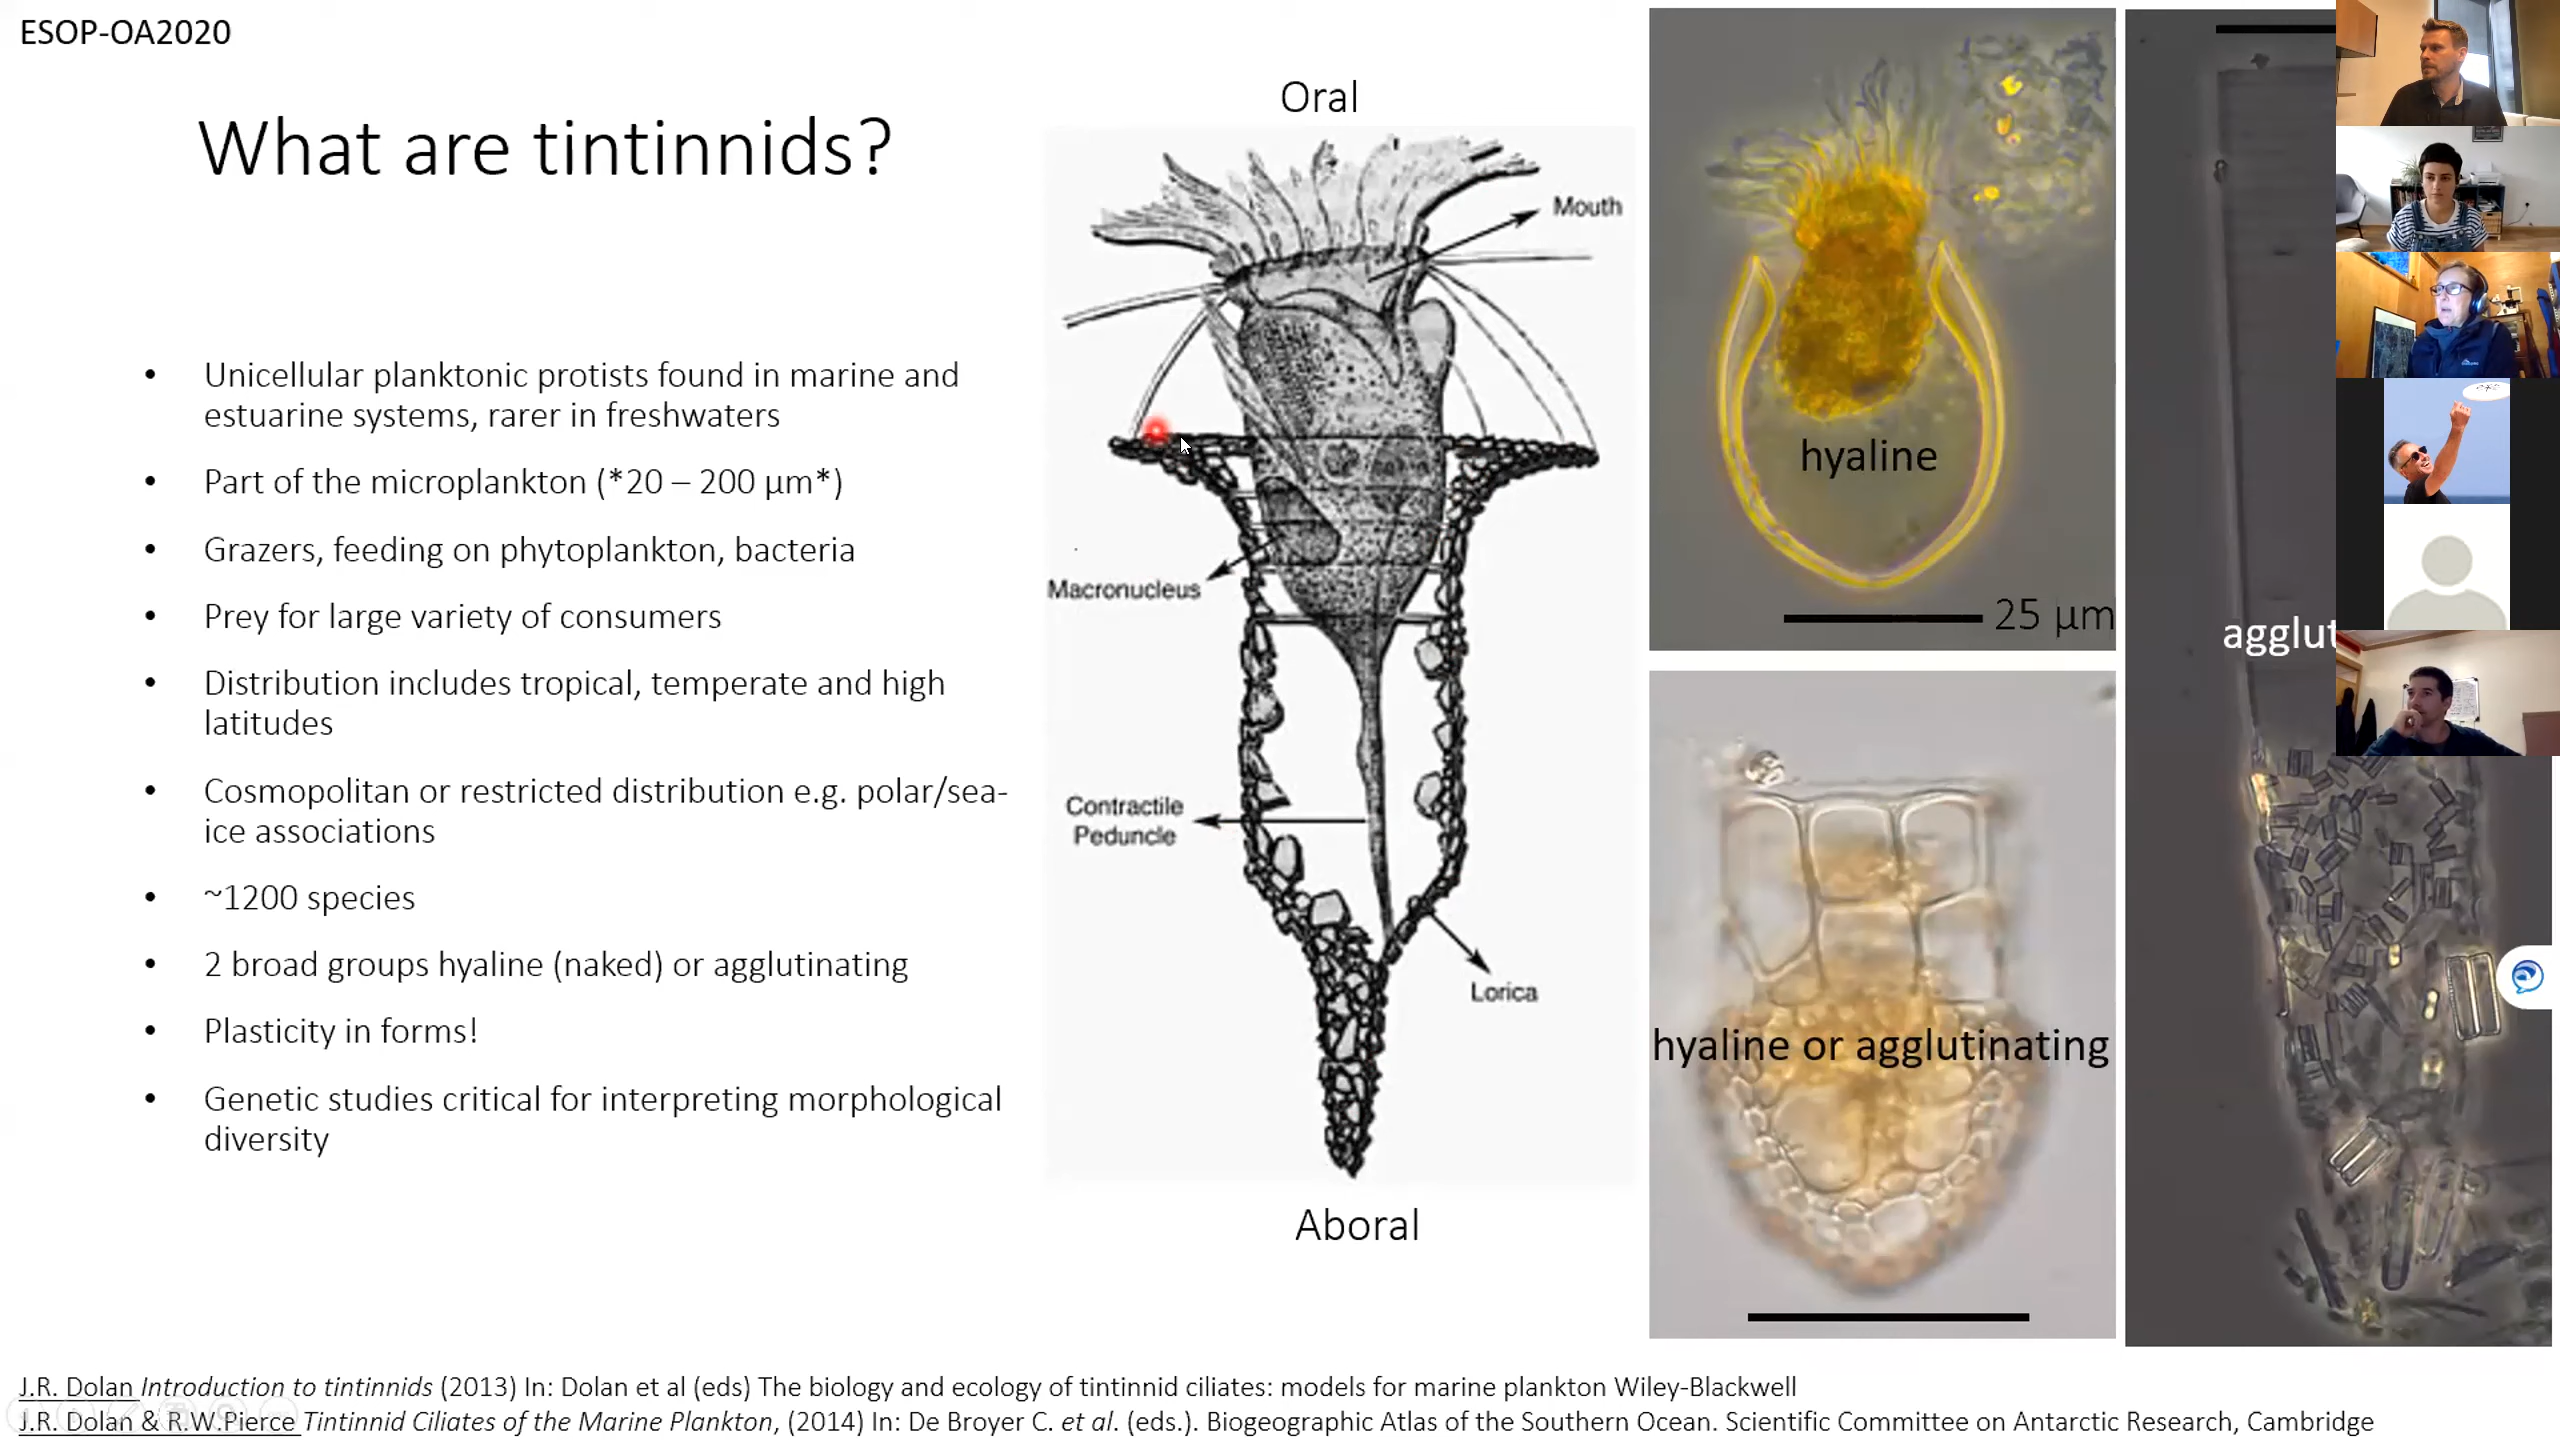 ESOP-OA2020
What are tintinnids?
• Unicellular planktonic protists found in marine and
estuarine systems, rarer in freshwaters
• Part of the microplankton (*20 – 200 µm*)
• Grazers, feeding on phytoplankton, bacteria
• Prey for large variety of consumers
• Distribution includes tropical, temperate and high
latitudes
• Cosmopolitan or restricted distribution e.g. polar/sea-
ice associations
• ~1200 species
• 2 broad groups hyaline (naked) or agglutinating
• Plasticity in forms!
• Genetic studies critical for interpreting morphological
diversity
Oral
Mouth
Macronucleus
Contractile
Peduncle
Lorica
Aboral
hyaline
25 µm
hyaline or agglutinating
agglut
J.R. Dolan Introduction to tintinnids (2013) In: Dolan et al (eds) The biology and ecology of tintinnid ciliates: models for marine plankton Wiley-Blackwell
J.R. Dolan & R.W.Pierce Tintinnid Ciliates of the Marine Plankton, (2014) In: De Broyer C. et al. (eds.). Biogeographic Atlas of the Southern Ocean. Scientific Committee on Antarctic Research, Cambridge